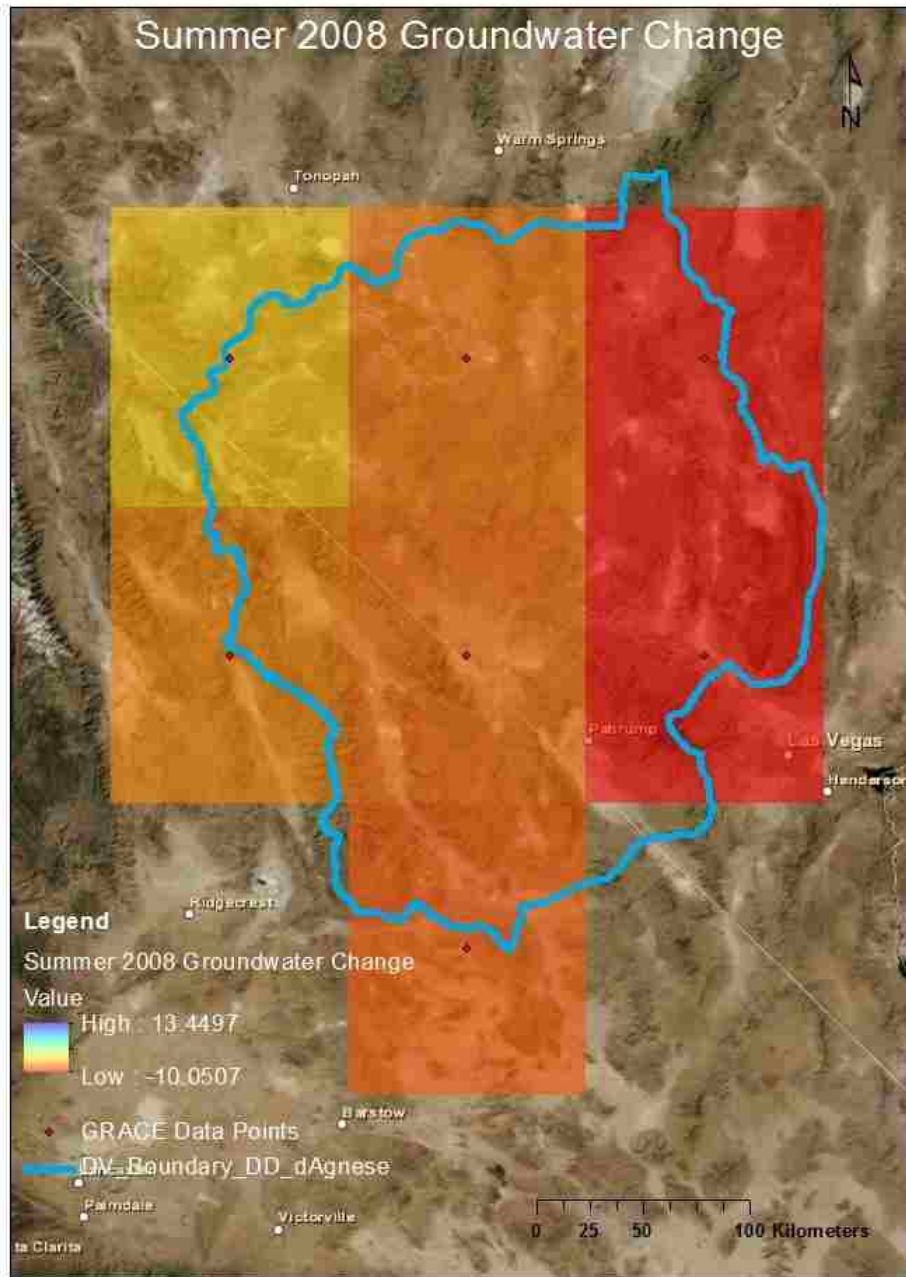 Summer 2008 Groundwater Change
N
Warm Springs
Tonopah
Pahrump
Las Vegas
Henderson
Ridgecrest
Legend
Summer 2008 Groundwater Change
Value
High : 13.4497
Low : -10.0507
GRACE Data Points
DV_Boundary_DD_dAgnese
Barstow
Palmdale
Victorville
ta Clarita
0 25 50 100 Kilometers